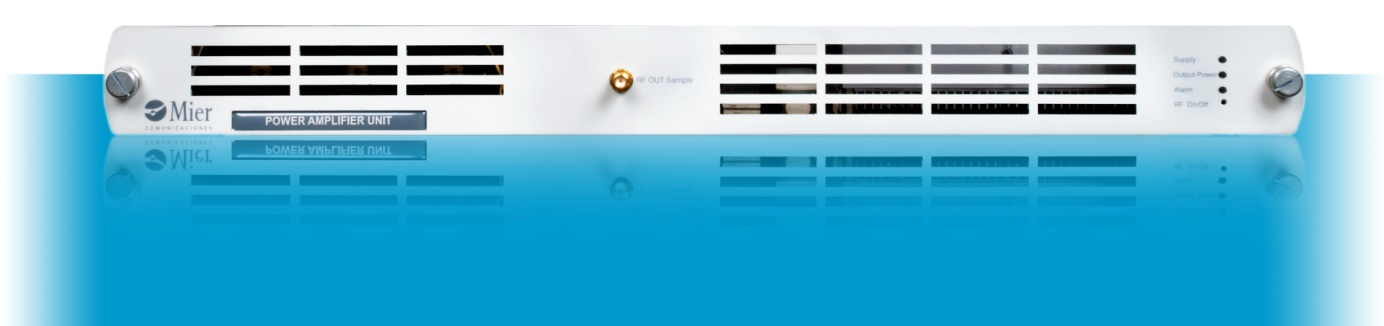 Mier
COMUNICACIONES
POWER AMPLIFIER UNIT
RF OUT Sample
Supply
Output Power
Alarm
RF On/Off